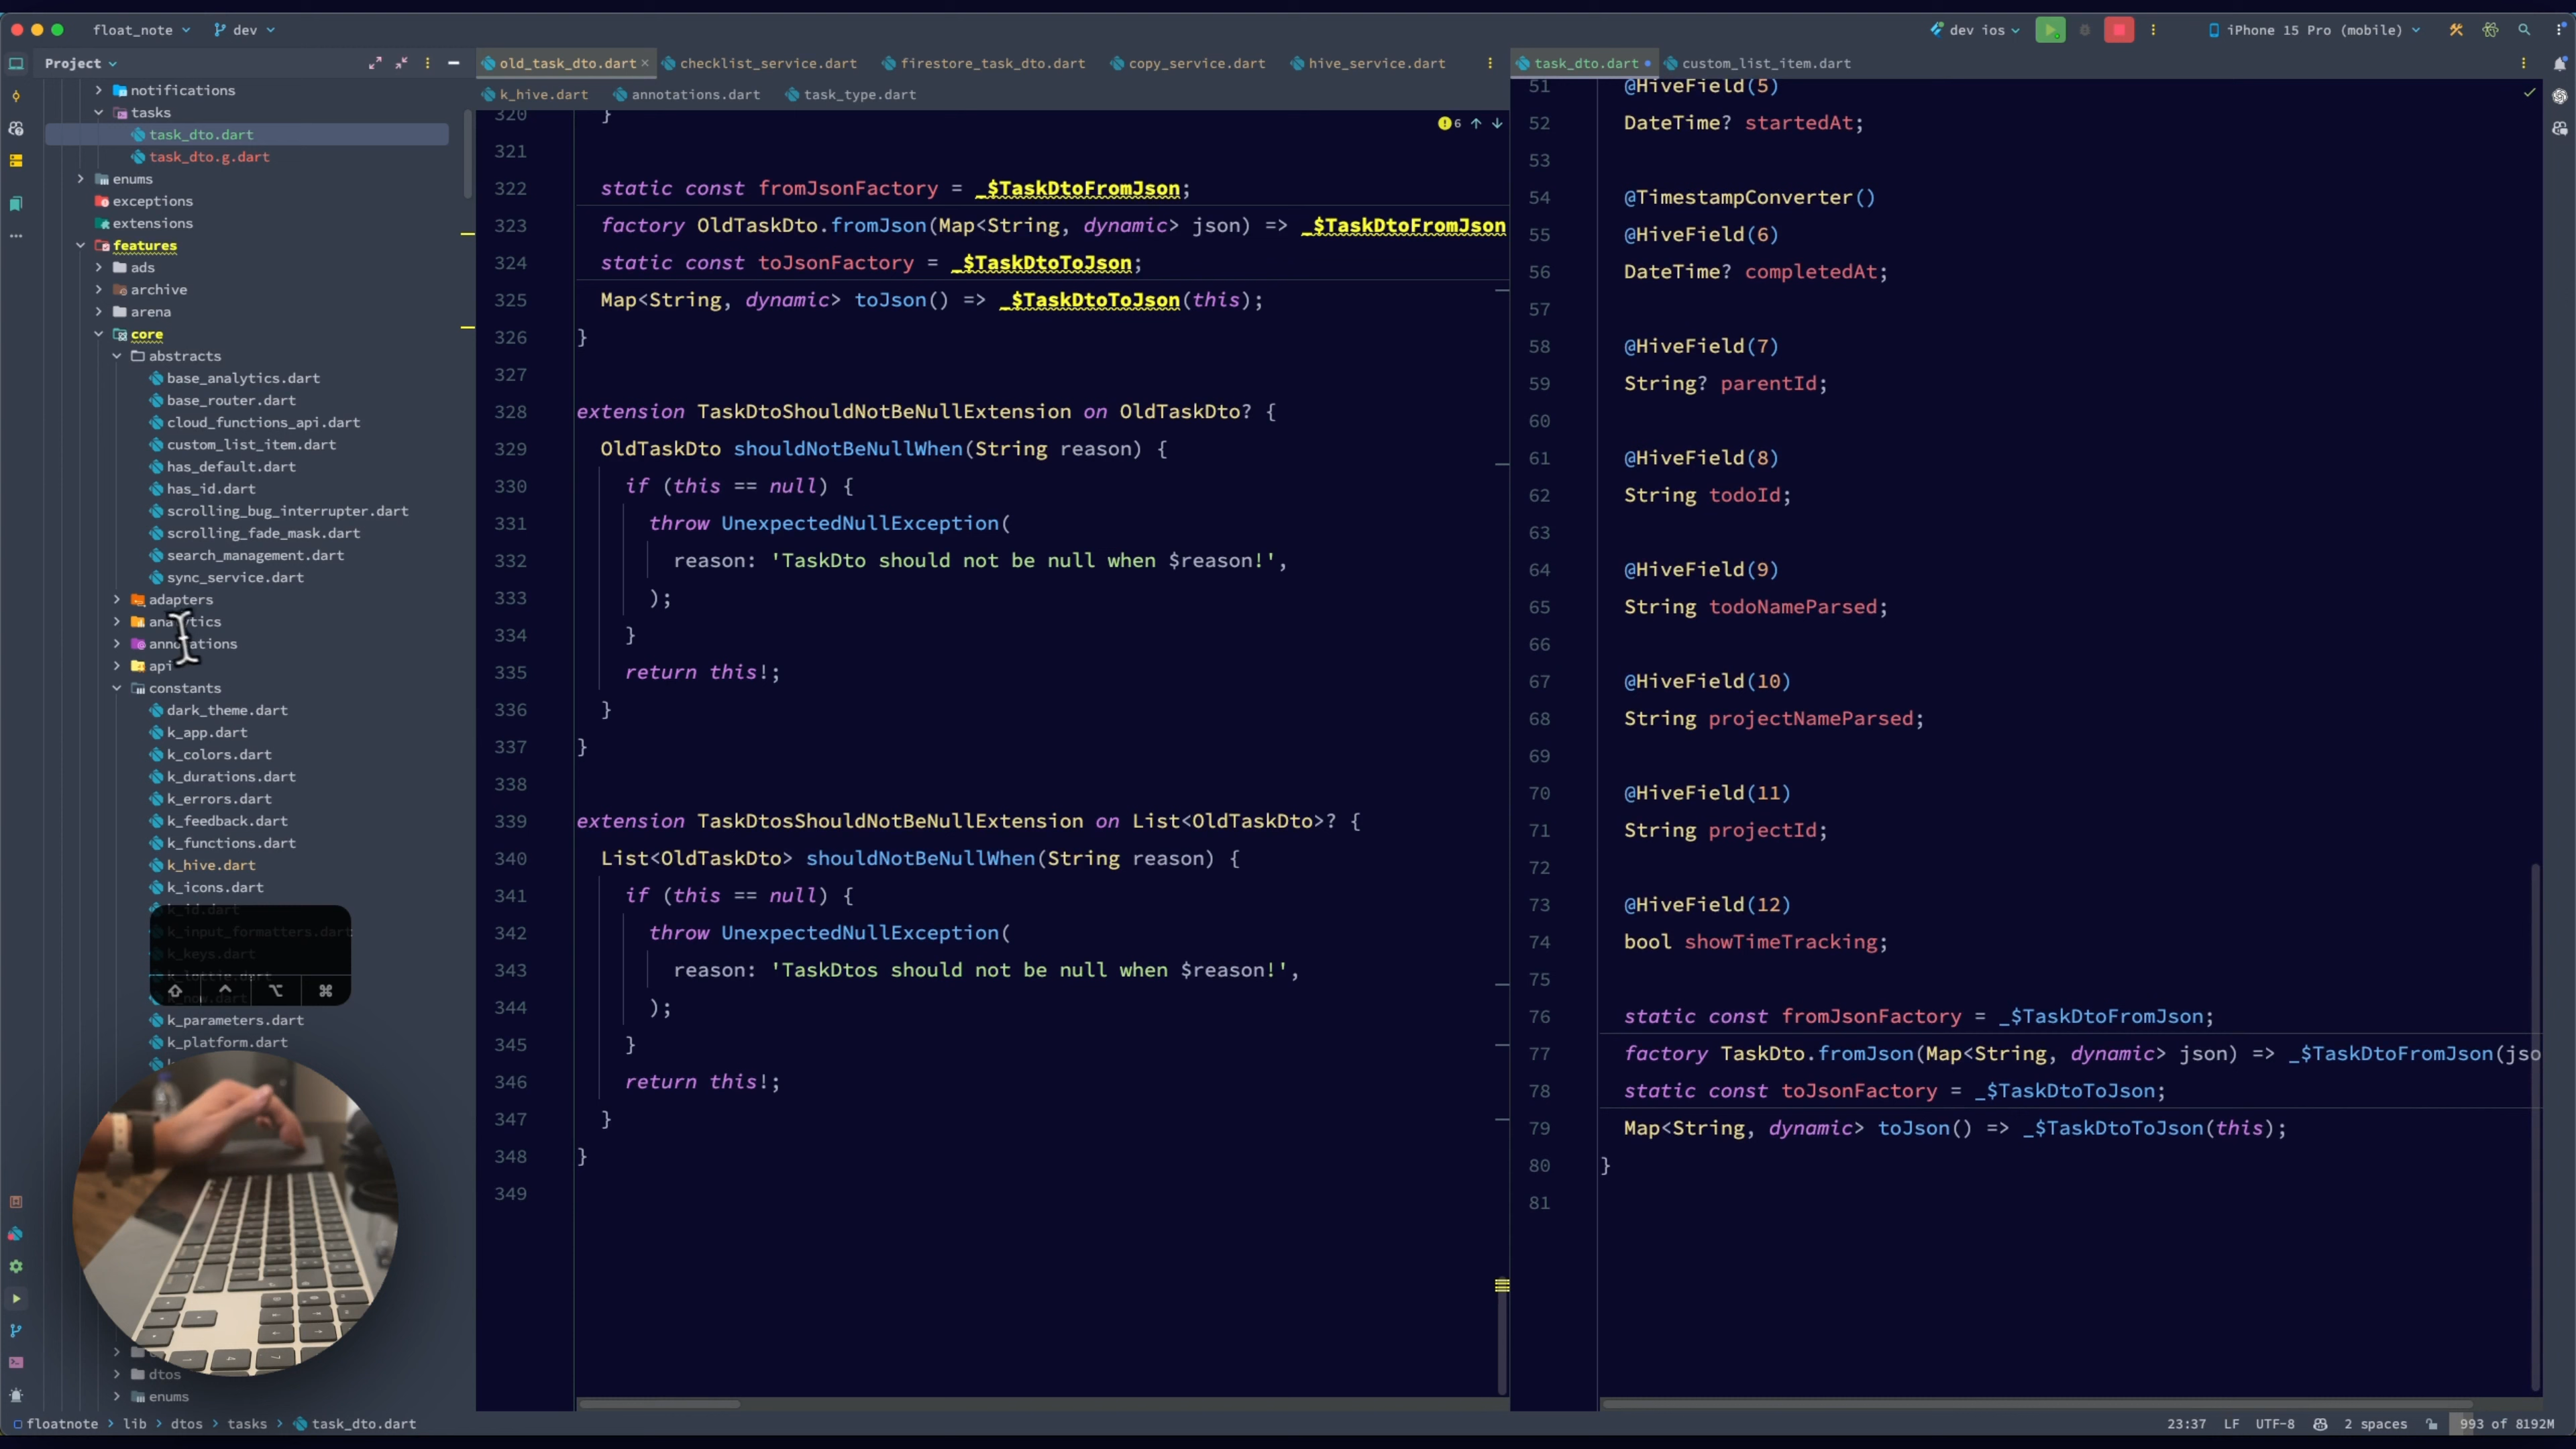 float_note
dev
dev ios
iPhone 15 Pro (mobile)
Project
notifications
tasks
task_dto.dart
task_dto.g.dart
enums
exceptions
extensions
features
ads
archive
arena
core
abstracts
base_analytics.dart
base_router.dart
cloud_functions_api.dart
custom_list_item.dart
has_default.dart
has_id.dart
scrolling_bug_interrupter.dart
scrolling_fade_mask.dart
search_management.dart
sync_service.dart
adapters
analytics
annotations
api
constants
dark_theme.dart
k_app.dart
k_colors.dart
k_durations.dart
k_errors.dart
k_feedback.dart
k_functions.dart
k_hive.dart
k_icons.dart
k_id.dart
k_input_formatters.dart
k_keys.dart
k_now.dart
k_parameters.dart
k_platform.dart
dtos
enums
old_task_dto.dart
checklist_service.dart
firestore_task_dto.dart
copy_service.dart
hive_service.dart
k_hive.dart
annotations.dart
task_type.dart
6
320 }
321
322 static const fromJsonFactory = _$TaskDtoFromJson;
323 factory OldTaskDto.fromJson(Map<String, dynamic> json) => _$TaskDtoFromJson
324 static const toJsonFactory = _$TaskDtoToJson;
325 Map<String, dynamic> toJson() => _$TaskDtoToJson(this);
326 }
327
328 extension TaskDtoShouldNotBeNullExtension on OldTaskDto? {
329 OldTaskDto shouldNotBeNullWhen(String reason) {
330 if (this == null) {
331 throw UnexpectedNullException(
332 reason: 'TaskDto should not be null when $reason!',
333 );
334 }
335 return this!;
336 }
337 }
338
339 extension TaskDtosShouldNotBeNullExtension on List<OldTaskDto>? {
340 List<OldTaskDto> shouldNotBeNullWhen(String reason) {
341 if (this == null) {
342 throw UnexpectedNullException(
343 reason: 'TaskDtos should not be null when $reason!',
344 );
345 }
346 return this!;
347 }
348 }
349
task_dto.dart
custom_list_item.dart
51 @HiveField(5)
52 DateTime? startedAt;
53
54 @TimestampConverter()
55 @HiveField(6)
56 DateTime? completedAt;
57
58 @HiveField(7)
59 String? parentId;
60
61 @HiveField(8)
62 String todoId;
63
64 @HiveField(9)
65 String todoNameParsed;
66
67 @HiveField(10)
68 String projectNameParsed;
69
70 @HiveField(11)
71 String projectId;
72
73 @HiveField(12)
74 bool showTimeTracking;
75
76 static const fromJsonFactory = _$TaskDtoFromJson;
77 factory TaskDto.fromJson(Map<String, dynamic> json) => _$TaskDtoFromJson(jso
78 static const toJsonFactory = _$TaskDtoToJson;
79 Map<String, dynamic> toJson() => _$TaskDtoToJson(this);
80 }
81
floatnote > lib > dtos > tasks > task_dto.dart
23:37 LF UTF-8 2 spaces 993 of 8192M